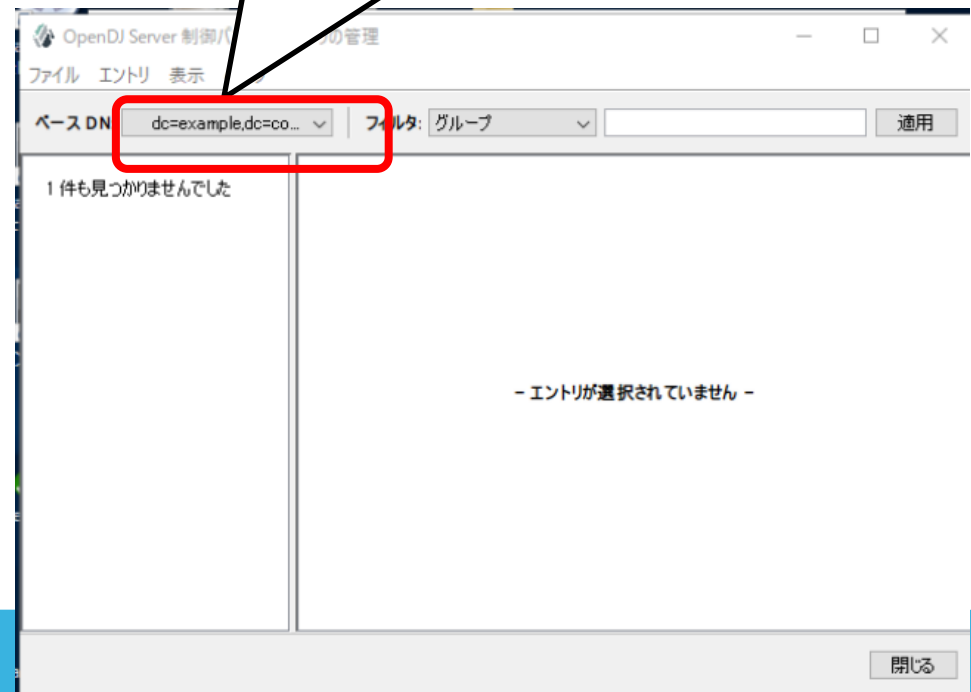 OpenDJ Server 制御パ の管理
ファイル エントリ 表示
ベース DN dc=example,dc=co... フィルタ: グループ 適用
1 件も見つかりませんでした
- エントリが選択されていません -
閉じる